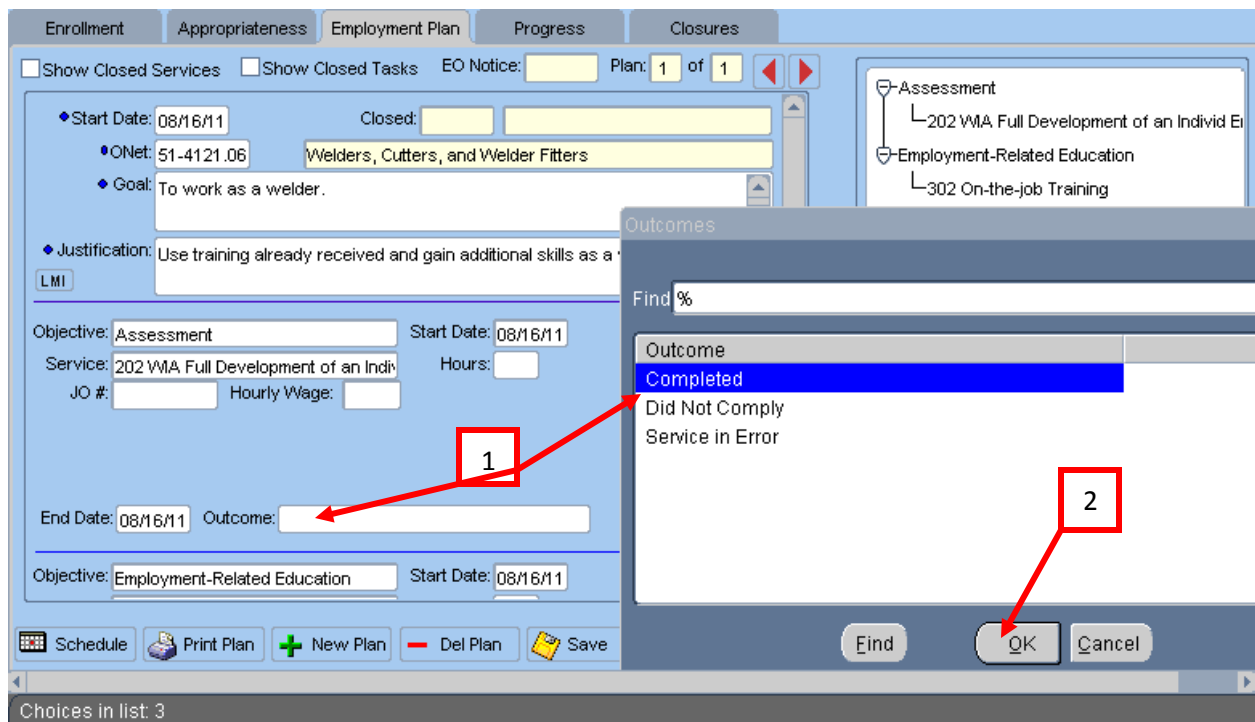 Enrollment Appropriateness Employment Plan Progress Closures
Show Closed Services Show Closed Tasks EO Notice: Plan: 1 of 1
Assessment
202 WIA Full Development of an Individ
Employment-Related Education
302 On-the-job Training
Start Date: 08/16/11 Closed:
ONet: 51-4121.06 Welders, Cutters, and Welder Fitters
Goal: To work as a welder.
Justification: Use training already received and gain additional skills as a
LMI
Objective: Assessment Start Date: 08/16/11
Service: 202 WIA Full Development of an Indiv Hours:
JO #: Hourly Wage:
1
End Date: 08/16/11 Outcome:
Objective: Employment-Related Education Start Date: 08/16/11
Schedule Print Plan New Plan Del Plan Save
Outcomes
Find %
Outcome
Completed
Did Not Comply
Service in Error
2
Find OK Cancel
Choices in list: 3